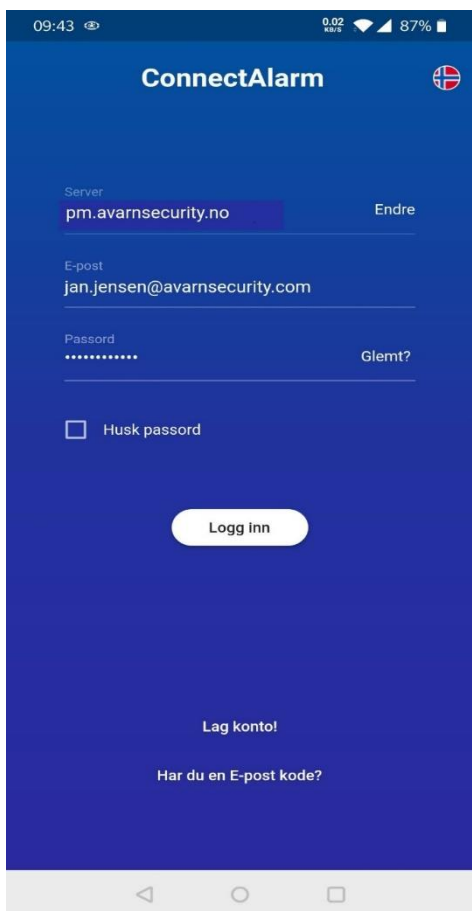 09:43 0.02 KB/S 87%
ConnectAlarm
Server
pm.avarnsecurity.no Endre
E-post
jan.jensen@avarnsecurity.com
Passord
•••••••••••• Glemt?
Husk passord
Logg inn
Lag konto!
Har du en E-post kode?